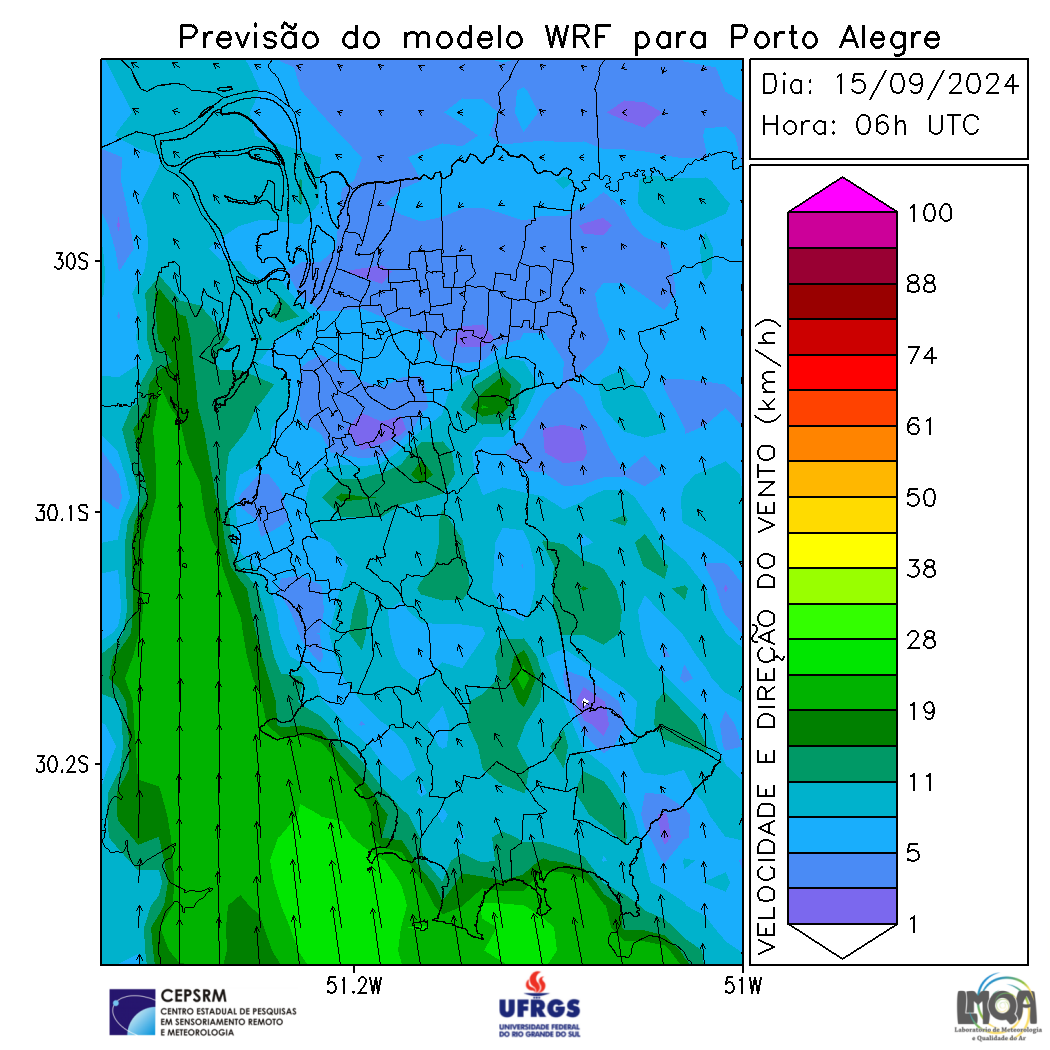 Previsão do modelo WRF para Porto Alegre
Dia: 15/09/2024
Hora: 06h UTC
30S
30.1S
30.2S
51.2W
51W
VELOCIDADE E DIREÇÃO DO VENTO (km/h)
100
88
74
61
50
38
28
19
11
5
1
CEPSRM
CENTRO ESTADUAL DE PESQUISAS
EM SENSORIAMENTO REMOTO
E METEOROLOGIA
UFRGS
UNIVERSIDADE FEDERAL
DO RIO GRANDE DO SUL
LMQA
Laboratório de Meteorologia
e Qualidade do Ar